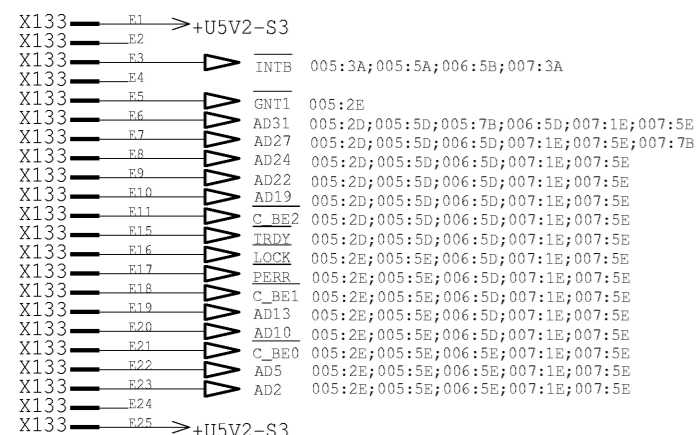 X133 E1 +U5V2-S3
X133 E2
X133 E3 INTB 005:3A;005:5A;006:5B;007:3A
X133 E4
X133 E5 GNT1 005:2E
X133 E6 AD31 005:2D;005:5D;005:7B;006:5D;007:1E;007:5E
X133 E7 AD27 005:2D;005:5D;006:5D;007:1E;007:5E;007:7B
X133 E8 AD24 005:2D;005:5D;006:5D;007:1E;007:5E
X133 E9 AD22 005:2D;005:5D;006:5D;007:1E;007:5E
X133 E10 AD19 005:2D;005:5D;006:5D;007:1E;007:5E
X133 E11 C_BE2 005:2D;005:5D;006:5D;007:1E;007:5E
X133 E15 TRDY 005:2D;005:5D;006:5D;007:1E;007:5E
X133 E16 LOCK 005:2E;005:5E;006:5D;007:1E;007:5E
X133 E17 PERR 005:2E;005:5E;006:5D;007:1E;007:5E
X133 E18 C_BE1 005:2E;005:5E;006:5D;007:1E;007:5E
X133 E19 AD13 005:2E;005:5E;006:5D;007:1E;007:5E
X133 E20 AD10 005:2E;005:5E;006:5D;007:1E;007:5E
X133 E21 C_BE0 005:2E;005:5E;006:5E;007:1E;007:5E
X133 E22 AD5 005:2E;005:5E;006:5E;007:1E;007:5E
X133 E23 AD2 005:2E;005:5E;006:5E;007:1E;007:5E
X133 E24
X133 E25 +U5V2-S3